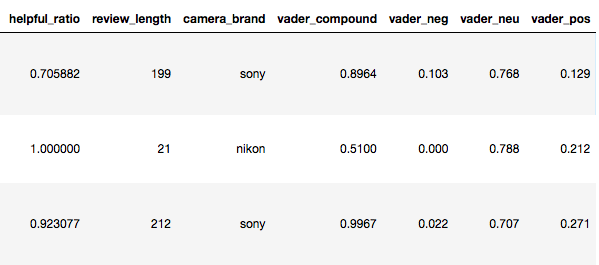 helpful_ratio review_length camera_brand vader_compound vader_neg vader_neu vader_pos
0.705882 199 sony 0.8964 0.103 0.768 0.129
1.000000 21 nikon 0.5100 0.000 0.788 0.212
0.923077 212 sony 0.9967 0.022 0.707 0.271